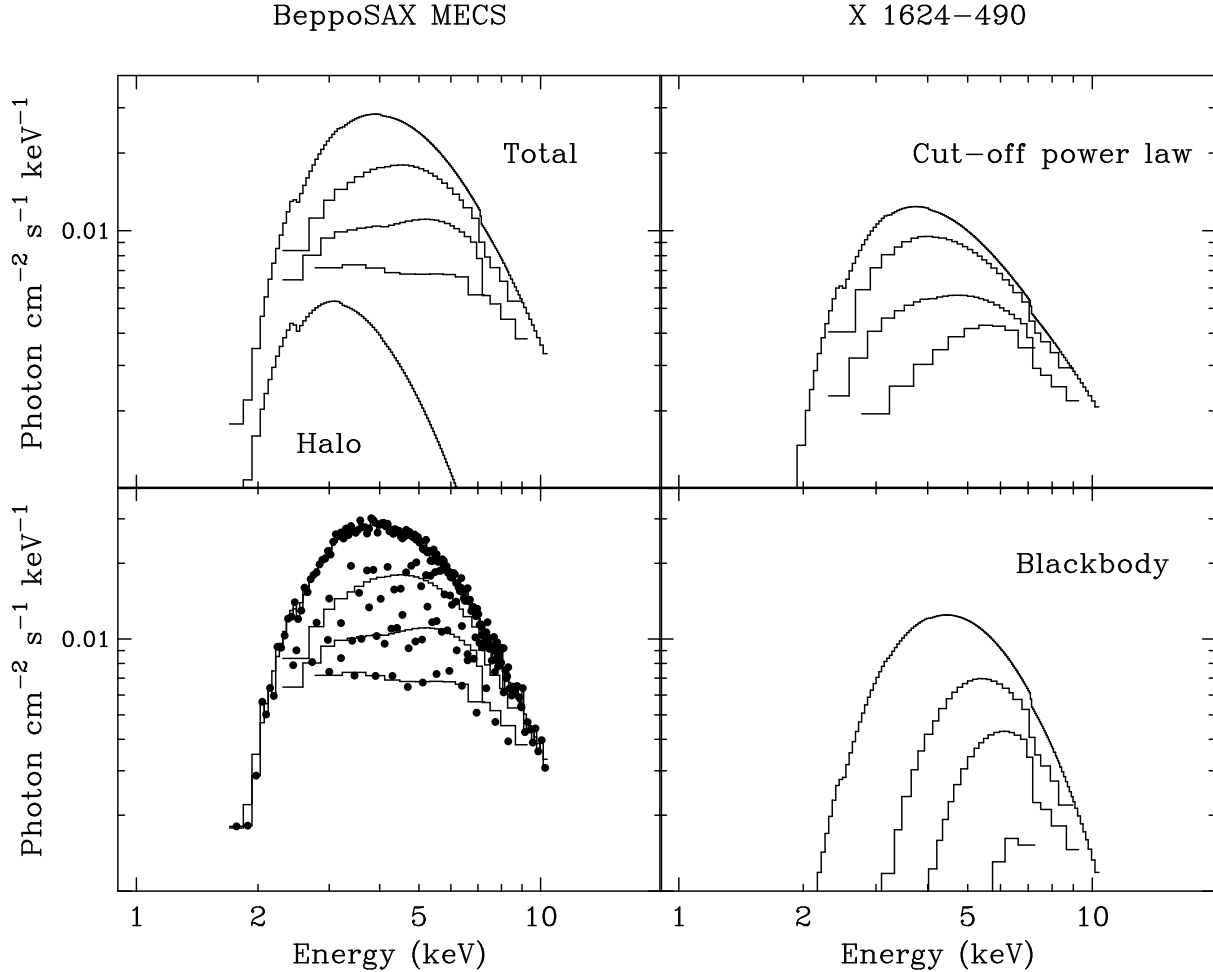 BeppoSAX MECS
X 1624−490
Photon cm−2 s−1 keV−1
0.01
Total
Halo
Cut−off power law
Photon cm−2 s−1 keV−1
0.01
Blackbody
1 2 5 10
1 2 5 10
Energy (keV)
Energy (keV)